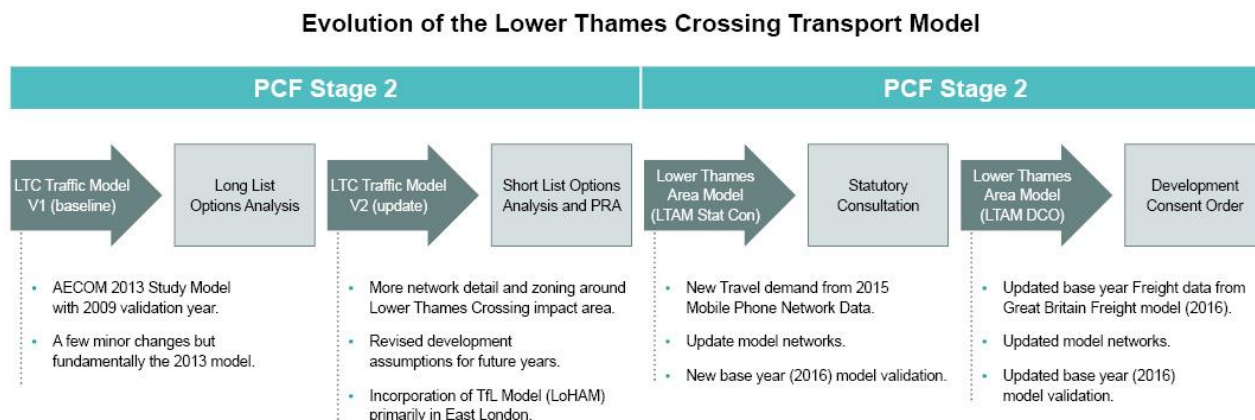 Evolution of the Lower Thames Crossing Transport Model
PCF Stage 2
PCF Stage 2
LTC Traffic Model
V1 (baseline)
Long List
Options Analysis
LTC Traffic Model
V2 (update)
Short List Options
Analysis and PRA
Lower Thames
Area Model
(LTAM Stat Con)
Statutory
Consultation
Lower Thames
Area Model
(LTAM DCO)
Development
Consent Order
• AECOM 2013 Study Model
with 2009 validation year.
• A few minor changes but
fundamentally the 2013 model.
• More network detail and zoning around
Lower Thames Crossing impact area.
• Revised development
assumptions for future years.
• Incorporation of TfL Model (LoHAM)
primarily in East London.
• New Travel demand from 2015
Mobile Phone Network Data.
• Update model networks.
• New base year (2016) model validation.
• Updated base year Freight data from
Great Britain Freight model (2016).
• Updated model networks.
• Updated base year (2016)
model validation.